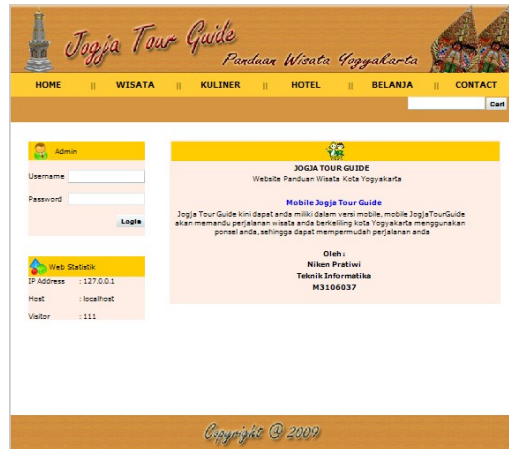 Jogja Tour Guide
Panduan Wisata Yogyakarta
HOME || WISATA || KULINER || HOTEL || BELANJA || CONTACT
Cari
Admin
Username
Password
Login
Web Statistik
IP Address : 127.0.0.1
Host : localhost
Visitor : 111
JOGJA TOUR GUIDE
Website Panduan Wisata Kota Yogyakarta
Mobile Jogja Tour Guide
Jogja Tour Guide kini dapat anda miliki dalam versi mobile, mobile JogjaTourGuide
akan memandu perjalanan wisata anda berkeliling kota Yogyakarta menggunakan
ponsel anda, sehingga dapat mempermudah perjalanan anda
Oleh :
Niken Pratiwi
Teknik Informatika
M3106037
Copyright @ 2009